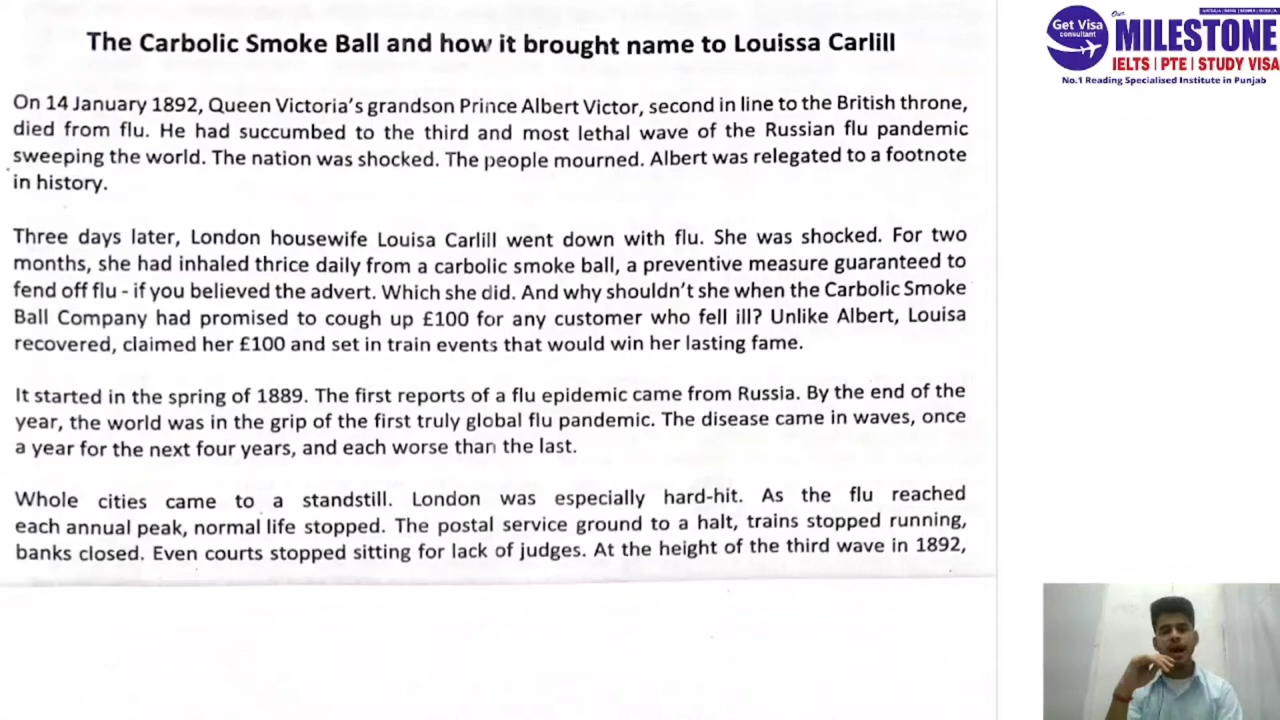 The Carbolic Smoke Ball and how it brought name to Louissa Carlill
On 14 January 1892, Queen Victoria's grandson Prince Albert Victor, second in line to the British throne,
died from flu. He had succumbed to the third and most lethal wave of the Russian flu pandemic
sweeping the world. The nation was shocked. The people mourned. Albert was relegated to a footnote
in history.
Three days later, London housewife Louisa Carlill went down with flu. She was shocked. For two
months, she had inhaled thrice daily from a carbolic smoke ball, a preventive measure guaranteed to
fend off flu - if you believed the advert. Which she did. And why shouldn't she when the Carbolic Smoke
Ball Company had promised to cough up £100 for any customer who fell ill? Unlike Albert, Louisa
recovered, claimed her £100 and set in train events that would win her lasting fame.
It started in the spring of 1889. The first reports of a flu epidemic came from Russia. By the end of the
year, the world was in the grip of the first truly global flu pandemic. The disease came in waves, once
a year for the next four years, and each worse than the last.
Whole cities came to a standstill. London was especially hard-hit. As the flu reached
each annual peak, normal life stopped. The postal service ground to a halt, trains stopped running,
banks closed. Even courts stopped sitting for lack of judges. At the height of the third wave in 1892,
Get Visa
consultant
Our
MILESTONE
IELTS | PTE | STUDY VISA
No.1 Reading Specialised Institute in Punjab